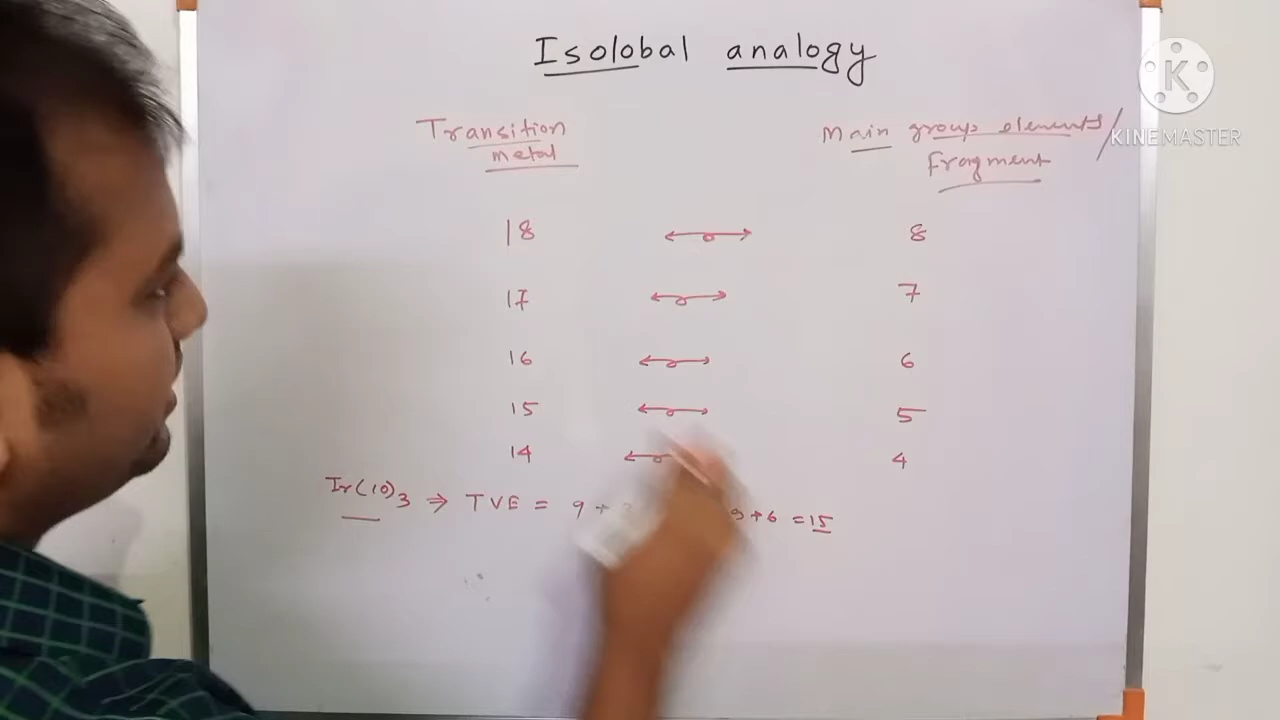 Isolobal analogy
Transition metal
Main group elements/
Fragment
KINEMASTER
18 8
17 7
16 6
15 5
14 4
Ir(10)3 ⇒ TVE = 9 + 9+6 = 15